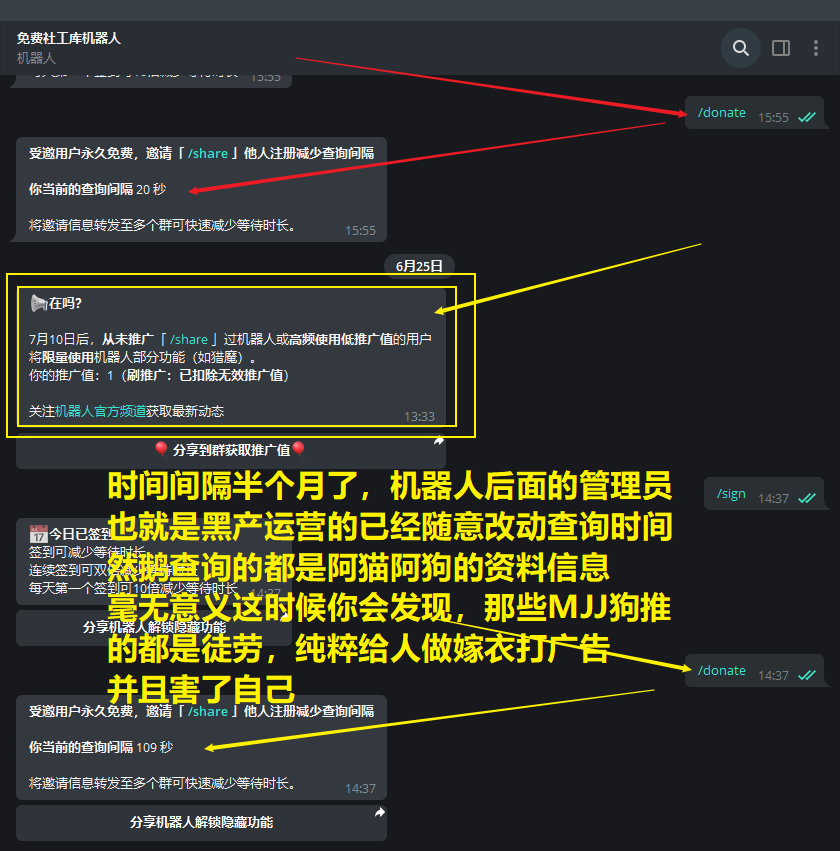 免费社工库机器人
机器人
15:55
/donate 15:55
受邀用户永久免费，邀请「 /share 」他人注册减少查询间隔
你当前的查询间隔 20 秒
将邀请信息转发至多个群可快速减少等待时长。
15:55
6月25日
📢在吗?
7月10日后，从未推广「 /share 」过机器人或高频使用低推广值的用户
将限量使用机器人部分功能（如猎魔）。
你的推广值：1（刷推广：已扣除无效推广值）
关注机器人官方频道获取最新动态
13:33
🎈 分享到群获取推广值🎈
/sign 14:37
时间间隔半个月了，机器人后面的管理员
也就是黑产运营的已经随意改动查询时间
然鹅查询的都是阿猫阿狗的资料信息
毫无意义这时候你会发现，那些MJJ狗推
的都是徒劳，纯粹给人做嫁衣打广告
并且害了自己
📅今日已签到
签到可减少等待时长
连续签到可双倍减少
每天第一个签到可10倍减少等待时长
14:37
分享机器人解锁隐藏功能
/donate 14:37
受邀用户永久免费，邀请「 /share 」他人注册减少查询间隔
你当前的查询间隔 109 秒
将邀请信息转发至多个群可快速减少等待时长。
14:37
分享机器人解锁隐藏功能